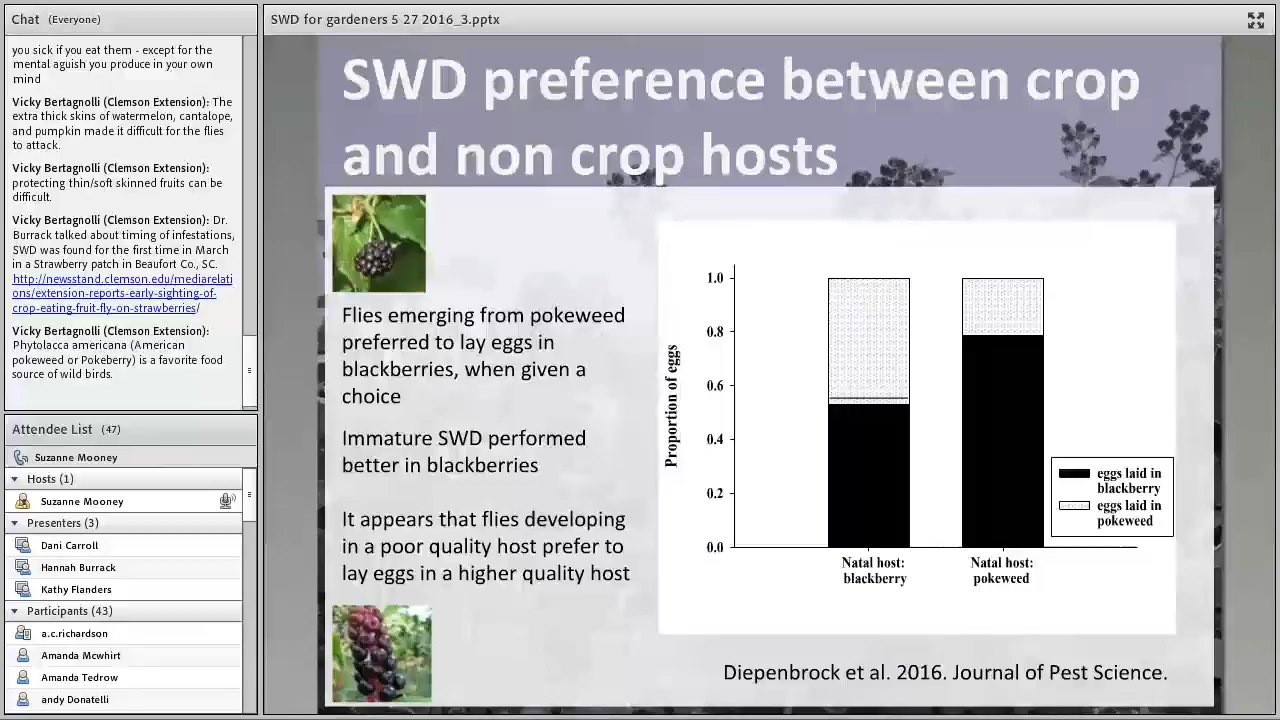 Chat (Everyone)
you sick if you eat them - except for the
mental aguish you produce in your own
mind
Vicky Bertagnolli (Clemson Extension): The
extra thick skins of watermelon, cantalope,
and pumpkin made it difficult for the flies
to attack.
Vicky Bertagnolli (Clemson Extension):
protecting thin/soft skinned fruits can be
difficult.
Vicky Bertagnolli (Clemson Extension): Dr.
Burrack talked about timing of infestations,
SWD was found for the first time in March
in a Strawberry patch in Beaufort Co., SC.
http://newsstand.clemson.edu/mediarelati
ons/extension-reports-early-sighting-of-
crop-eating-fruit-fly-on-strawberries/
Vicky Bertagnolli (Clemson Extension):
Phytolacca americana (American
pokeweed or Pokeberry) is a favorite food
source of wild birds.
Attendee List (47)
Suzanne Mooney
Hosts (1)
Suzanne Mooney
Presenters (3)
Dani Carroll
Hannah Burrack
Kathy Flanders
Participants (43)
a.c.richardson
Amanda Mcwhirt
Amanda Tedrow
andy Donatelli
SWD for gardeners 5 27 2016_3.pptx
SWD preference between crop
and non crop hosts
Flies emerging from pokeweed
preferred to lay eggs in
blackberries, when given a
choice
Immature SWD performed
better in blackberries
It appears that flies developing
in a poor quality host prefer to
lay eggs in a higher quality host
Proportion of eggs
1.0
0.8
0.6
0.4
0.2
0.0
Natal host:
blackberry
Natal host:
pokeweed
eggs laid in
blackberry
eggs laid in
pokeweed
Diepenbrock et al. 2016. Journal of Pest Science.